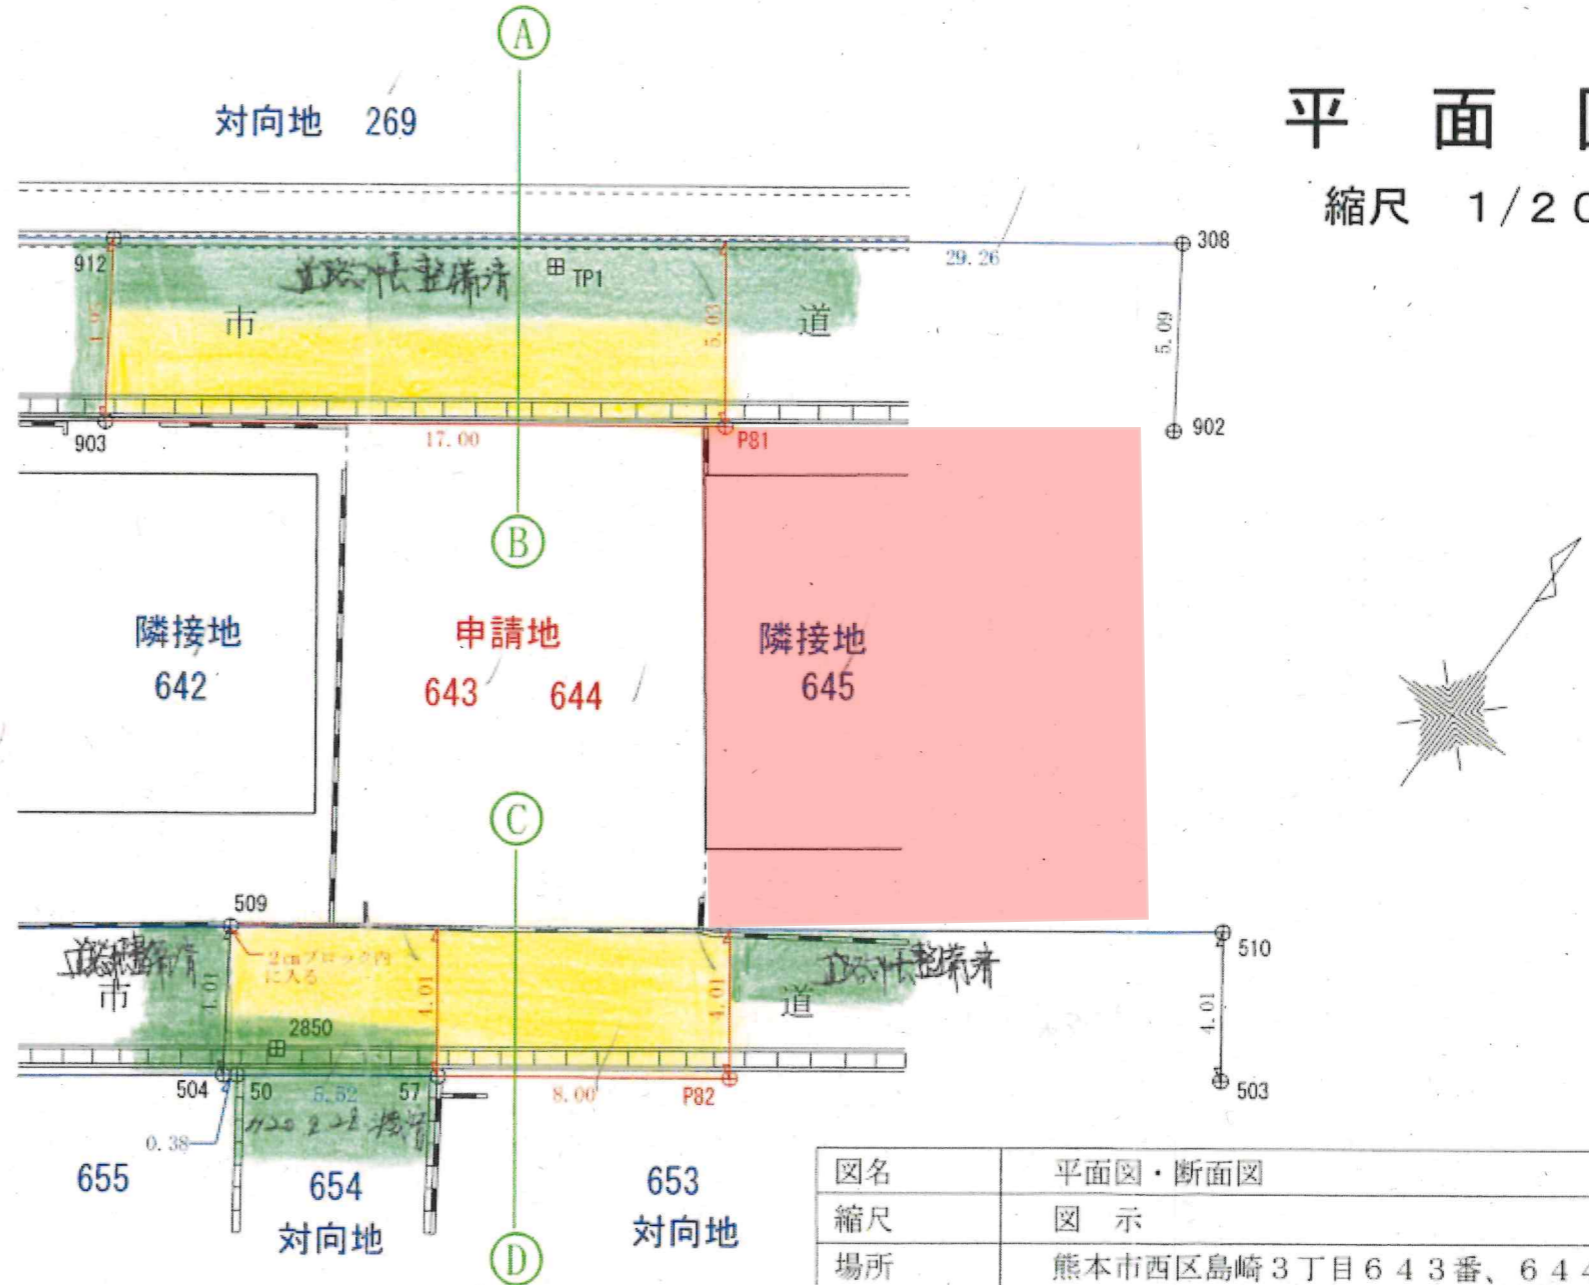 A
対向地 269
平 面
縮尺 1/20
912
道路台帳整備済
TP1
市
道
1.95
5.03
29.26
308
5.09
903
17.00
P81
902
B
隣接地
642
申請地
643 644
隣接地
645
C
509
道路台帳整備済
市
4.01
2cmブロック内
に入る
4.01
4.01
道路台帳整備済
道
510
2850
4.01
504
50
5.52
57
8.00
P82
503
0.38
655
654
対向地
653
対向地
D
図名 平面図・断面図
縮尺 図 示
場所 熊本市西区島崎3丁目643番、644